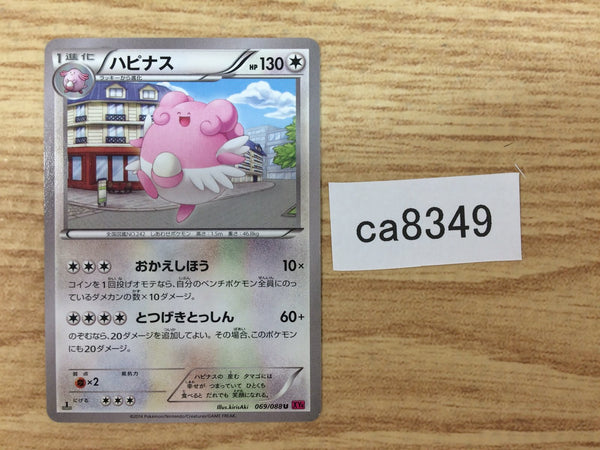 1進化
ハピナス
HP130
ラッキーから進化
全国図鑑NO.242 しあわせポケモン 高さ:1.5m 重さ:46.8kg
おかえしほう 10×
コインを1回投げオモテなら、自分のベンチポケモン全員にのっ
ているダメカンの数×10ダメージ。
とつげきとっしん 60+
のぞむなら、20ダメージを追加してよい。その場合、このポケモン
にも20ダメージ。
弱点 ×2 抵抗力
にげる
ハピナスの 産む タマゴには
幸せが つまっていて ひとくち
食べると だれでも 笑顔になれる。
Illus.kirisAki
069/088 U
XY4
©2014 Pokémon/Nintendo/Creatures/GAME FREAK.
ca8349